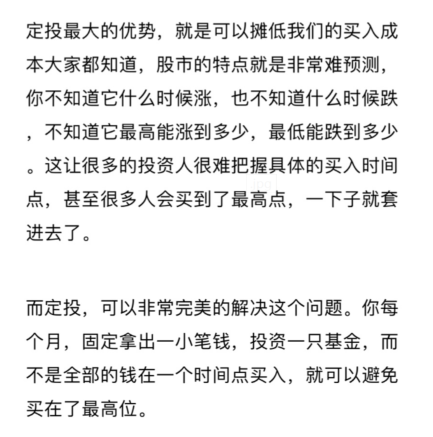 定投最大的优势，就是可以摊低我们的买入成
本大家都知道，股市的特点就是非常难预测，
你不知道它什么时候涨，也不知道什么时候跌
，不知道它最高能涨到多少，最低能跌到多少
。这让很多的投资人很难把握具体的买入时间
点，甚至很多人会买到了最高点，一下子就套
进去了。
而定投，可以非常完美的解决这个问题。你每
个月，固定拿出一小笔钱，投资一只基金，而
不是全部的钱在一个时间点买入，就可以避免
买在了最高位。